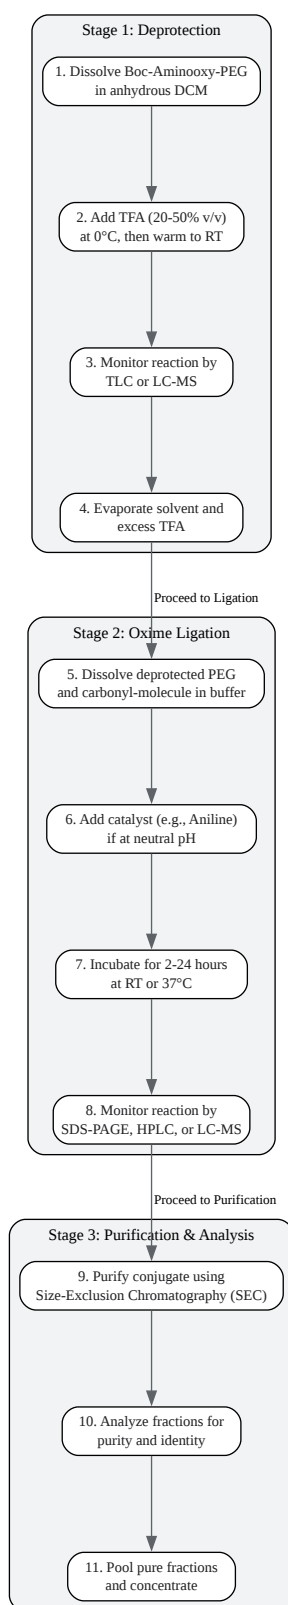 Stage 1: Deprotection
1. Dissolve Boc-Aminooxy-PEG
in anhydrous DCM
2. Add TFA (20-50% v/v)
at 0°C, then warm to RT
3. Monitor reaction by
TLC or LC-MS
4. Evaporate solvent and
excess TFA
Proceed to Ligation
Stage 2: Oxime Ligation
5. Dissolve deprotected PEG
and carbonyl-molecule in buffer
6. Add catalyst (e.g., Aniline)
if at neutral pH
7. Incubate for 2-24 hours
at RT or 37°C
8. Monitor reaction by
SDS-PAGE, HPLC, or LC-MS
Proceed to Purification
Stage 3: Purification & Analysis
9. Purify conjugate using
Size-Exclusion Chromatography (SEC)
10. Analyze fractions for
purity and identity
11. Pool pure fractions
and concentrate